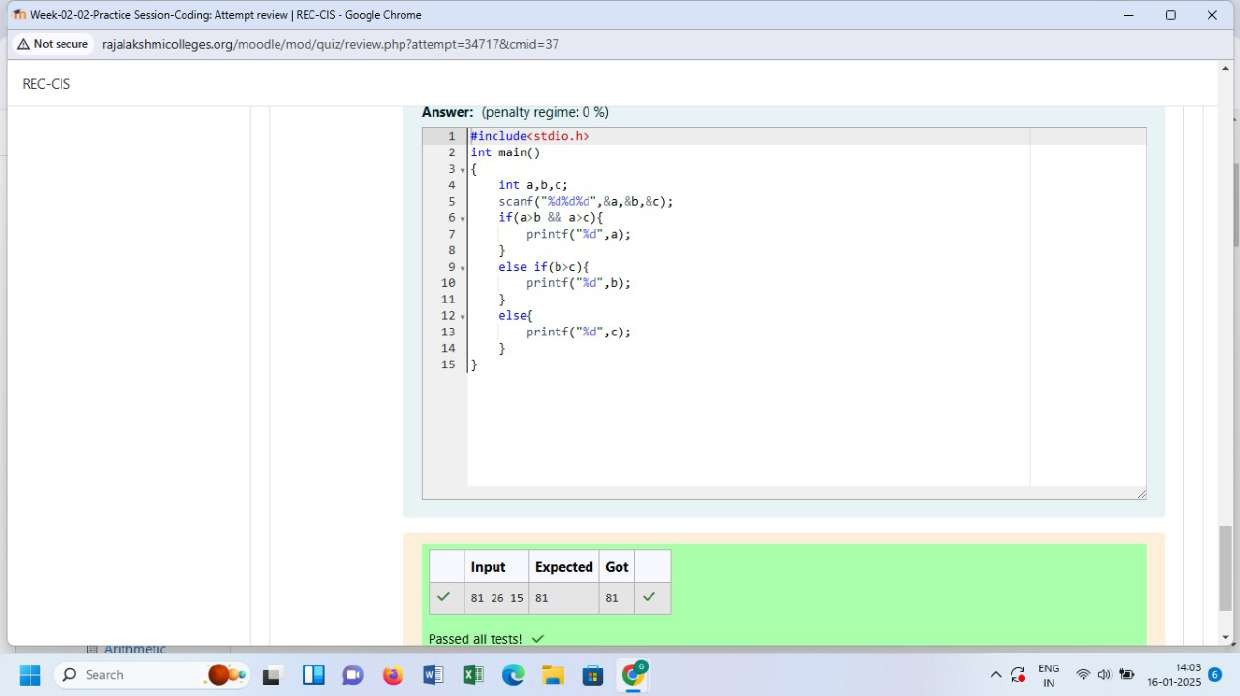 Week-02-02-Practice Session-Coding: Attempt review | REC-CIS - Google Chrome
Not secure rajalakshmicolleges.org/moodle/mod/quiz/review.php?attempt=34717&cmid=37
REC-CIS
Answer: (penalty regime: 0 %)
1 #include<stdio.h>
2 int main()
3 {
4 int a,b,c;
5 scanf("%d%d%d",&a,&b,&c);
6 if(a>b && a>c){
7 printf("%d",a);
8 }
9 else if(b>c){
10 printf("%d",b);
11 }
12 else{
13 printf("%d",c);
14 }
15 }
Input Expected Got
81 26 15 81 81
Passed all tests!
Arithmetic
Search
ENG 14:03
IN 16-01-2025 6